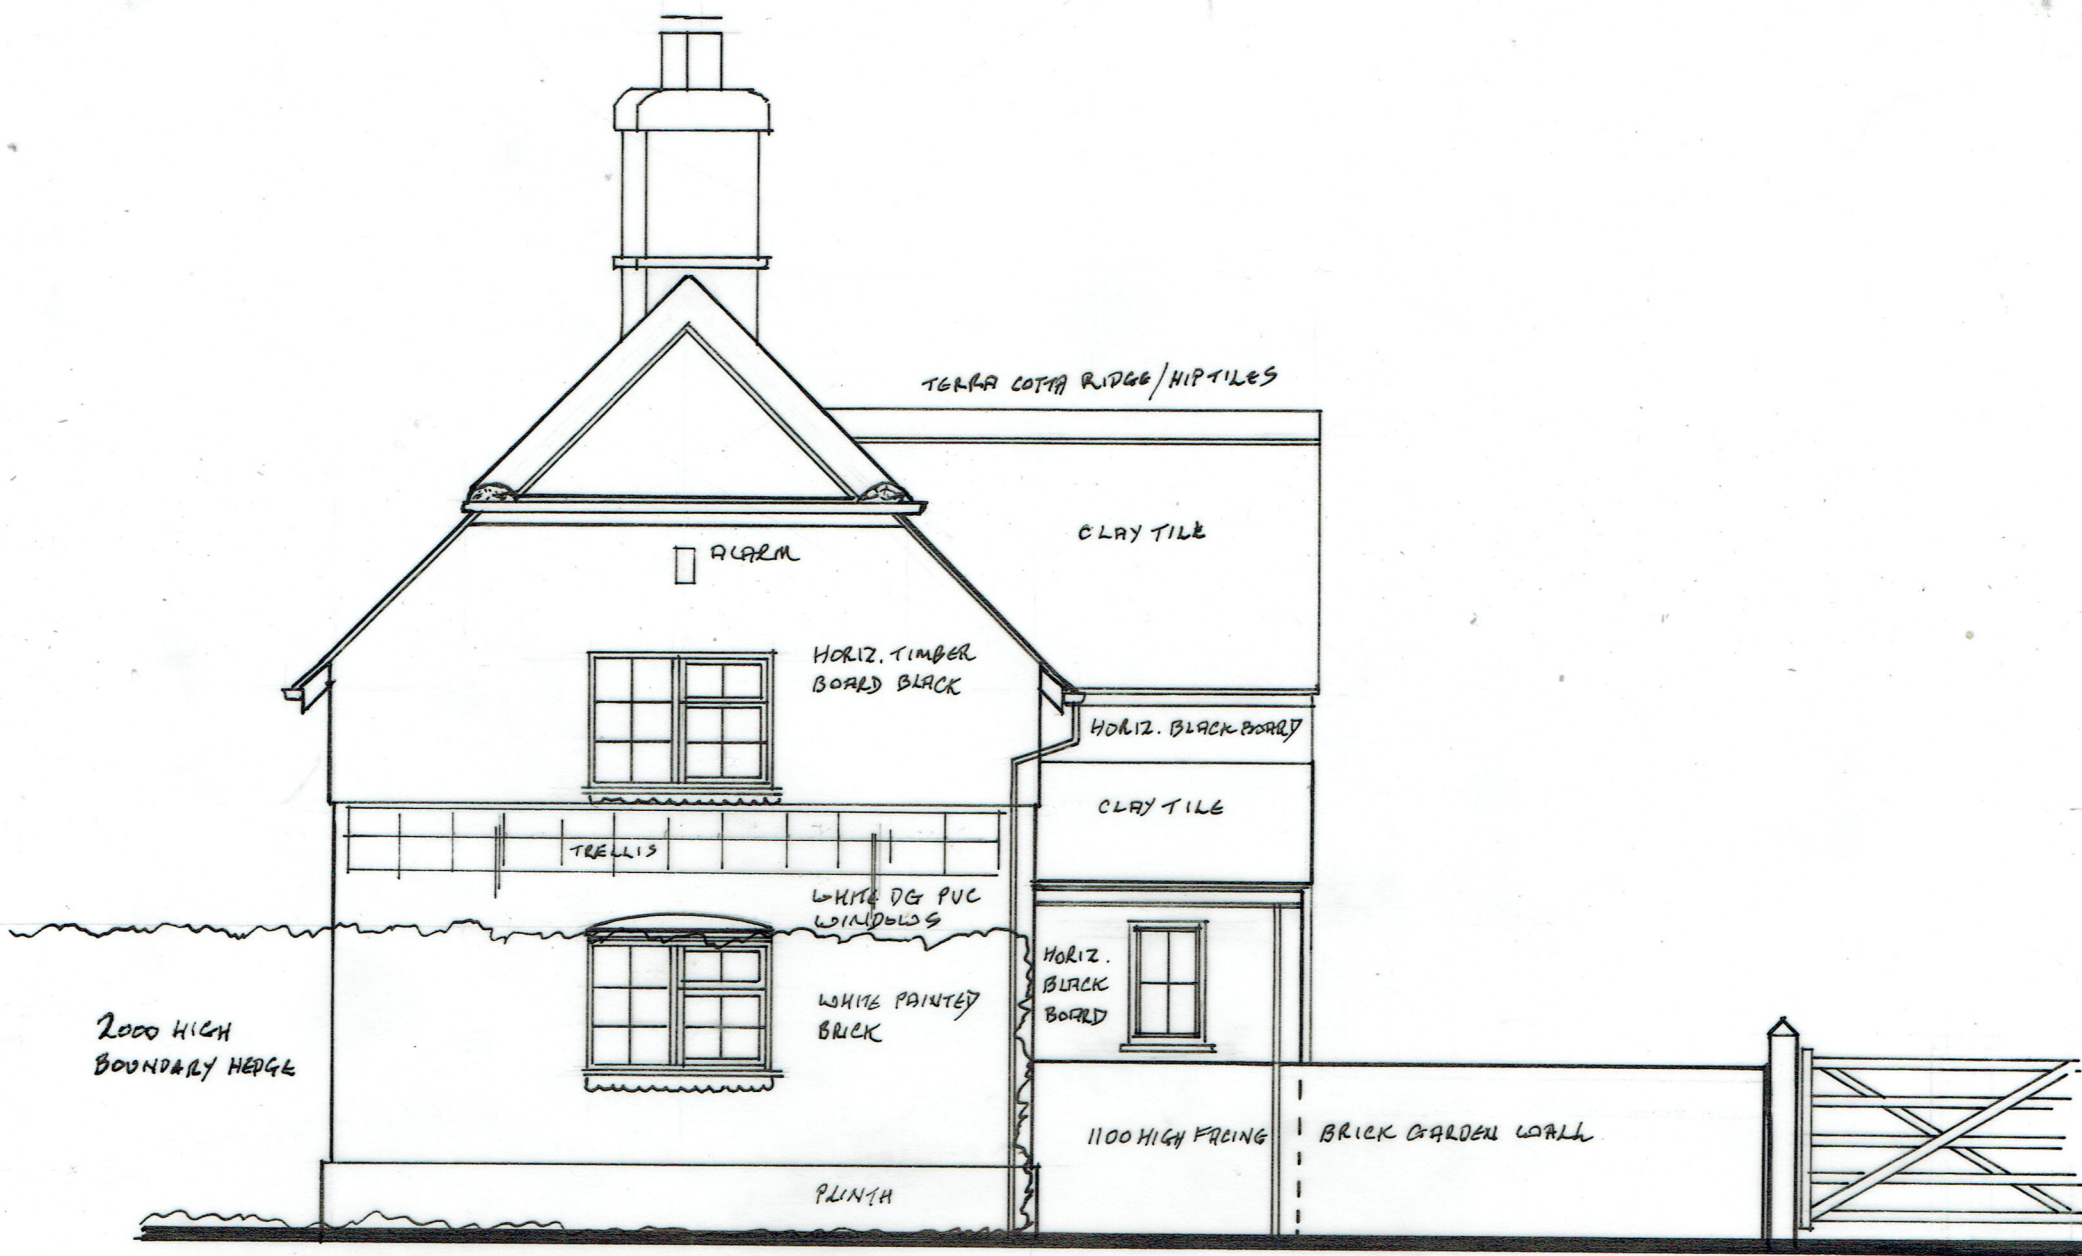 TERRA COTTA RIDGE/HIP TILES
CLAY TILE
ALARM
HORIZ. TIMBER
BOARD BLACK
HORIZ. BLACK BOARD
CLAY TILE
TRELLIS
WHITE DG PVC
WINDOWS
HORIZ.
BLACK
BOARD
WHITE PAINTED
BRICK
2000 HIGH
BOUNDARY HEDGE
1100 HIGH FACING BRICK GARDEN WALL
PLINTH